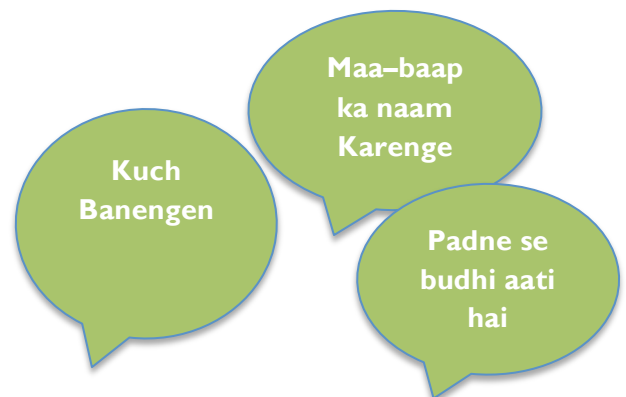 Kuch
Banengen
Maa–baap
ka naam
Karenge
Padne se
budhi aati
hai